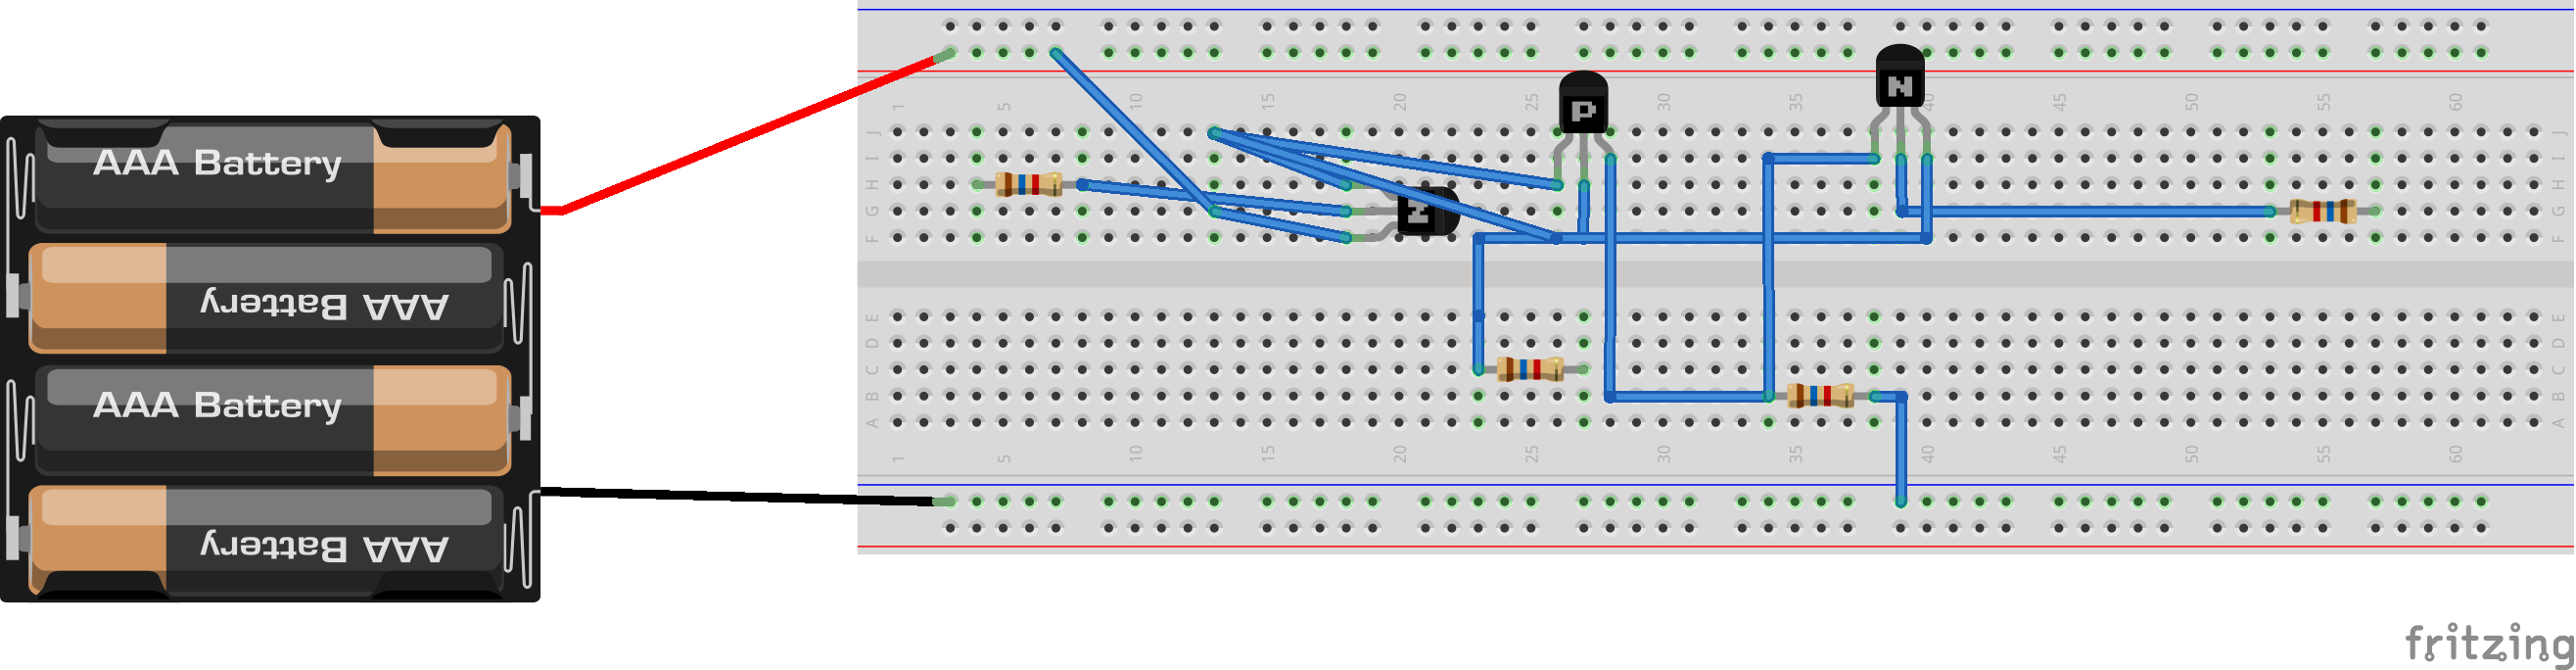 1 5 10 15 20 25 30 35 40 45 50 55 60
J J
I I
H H
G G
F F
E E
D D
C C
B B
A A
1 5 10 15 20 25 30 35 40 45 50 55 60
AAA Battery
AAA Battery
AAA Battery
AAA Battery
P
N
N
fritzing